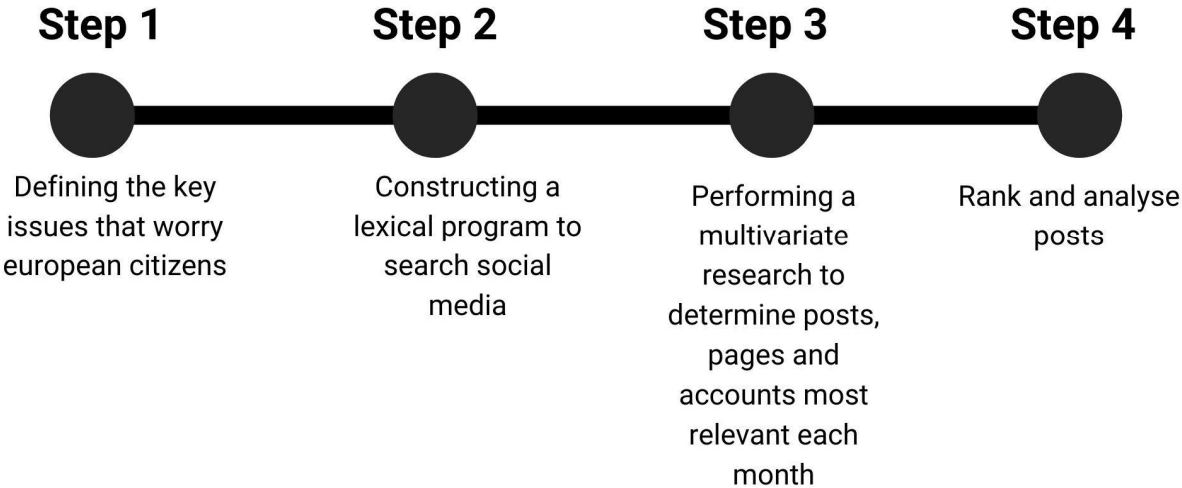 Step 1
Defining the key
issues that worry
european citizens
Step 2
Constructing a
lexical program to
search social
media
Step 3
Performing a
multivariate
research to
determine posts,
pages and
accounts most
relevant each
month
Step 4
Rank and analyse
posts